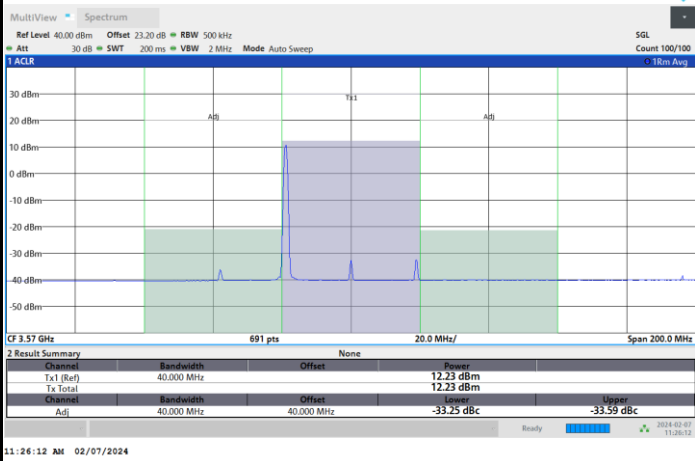 MultiView Spectrum
Ref Level 40.00 dBm Offset 23.20 dB RBW 500 kHz SGL
Att 30 dB SWT 200 ms VBW 2 MHz Mode Auto Sweep Count 100/100
1 ACLR 1Rm Avg
30 dBm
Tx1
20 dBm
Adj Adj
10 dBm
0 dBm
-10 dBm
-20 dBm
-30 dBm
-40 dBm
-50 dBm
CF 3.57 GHz 691 pts 20.0 MHz/ Span 200.0 MHz
2 Result Summary None
Channel Bandwidth Offset Power
Tx1 (Ref) 40.000 MHz 12.23 dBm
Tx Total 12.23 dBm
Channel Bandwidth Offset Lower Upper
Adj 40.000 MHz 40.000 MHz -33.25 dBc -33.59 dBc
Ready 2024-02-07
11:26:12
11:26:12 AM 02/07/2024